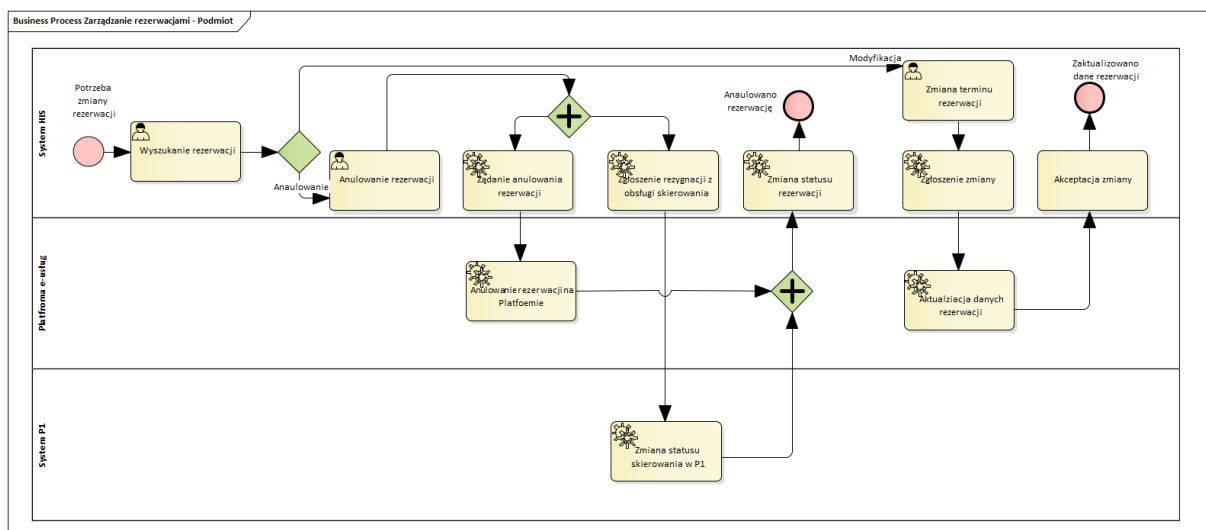 Business Process Zarządzanie rezerwacjami - Podmiot
System HIS
Potrzeba
zmiany
rezerwacji
Wyszukanie rezerwacji
Anaulowanie
Modyfikacja
Anulowanie rezerwacji
Żądanie anulowania
rezerwacji
Zgłoszenie rezygnacji z
obsługi skierowania
Anaulowano
rezerwację
Zmiana statusu
rezerwacji
Zmiana terminu
rezerwacji
Zgłoszenie zmiany
Zaktualizowano
dane rezerwacji
Akceptacja zmiany
Platfroma e-usług
Anulowanie rezerwacji na
Platfoemie
Aktualziacja danych
rezerwacji
System P1
Zmiana statusu
skierowania w P1